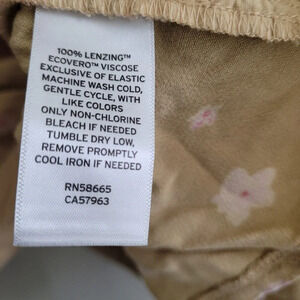 100% LENZING™
ECOVERO™ VISCOSE
EXCLUSIVE OF ELASTIC
MACHINE WASH COLD,
GENTLE CYCLE, WITH
LIKE COLORS
ONLY NON-CHLORINE
BLEACH IF NEEDED
TUMBLE DRY LOW,
REMOVE PROMPTLY
COOL IRON IF NEEDED
RN58665
CA57963